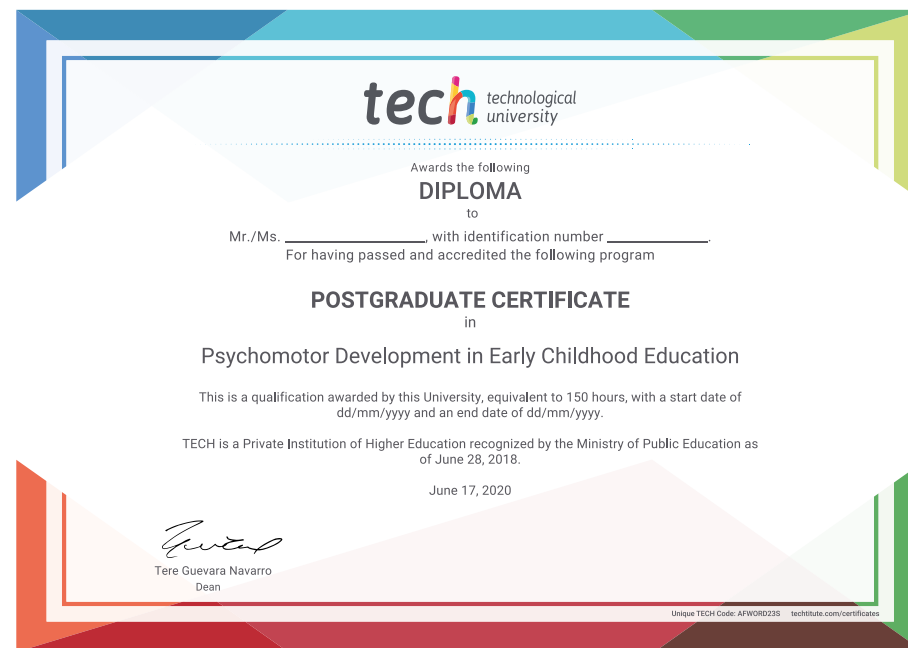 tech technological
university
Awards the following
DIPLOMA
to
Mr./Ms. ____________________, with identification number ______________.
For having passed and accredited the following program
POSTGRADUATE CERTIFICATE
in
Psychomotor Development in Early Childhood Education
This is a qualification awarded by this University, equivalent to 150 hours, with a start date of
dd/mm/yyyy and an end date of dd/mm/yyyy.
TECH is a Private Institution of Higher Education recognized by the Ministry of Public Education as
of June 28, 2018.
June 17, 2020
Tere Guevara Navarro
Dean
Unique TECH Code: AFWORD23S techtitute.com/certificates